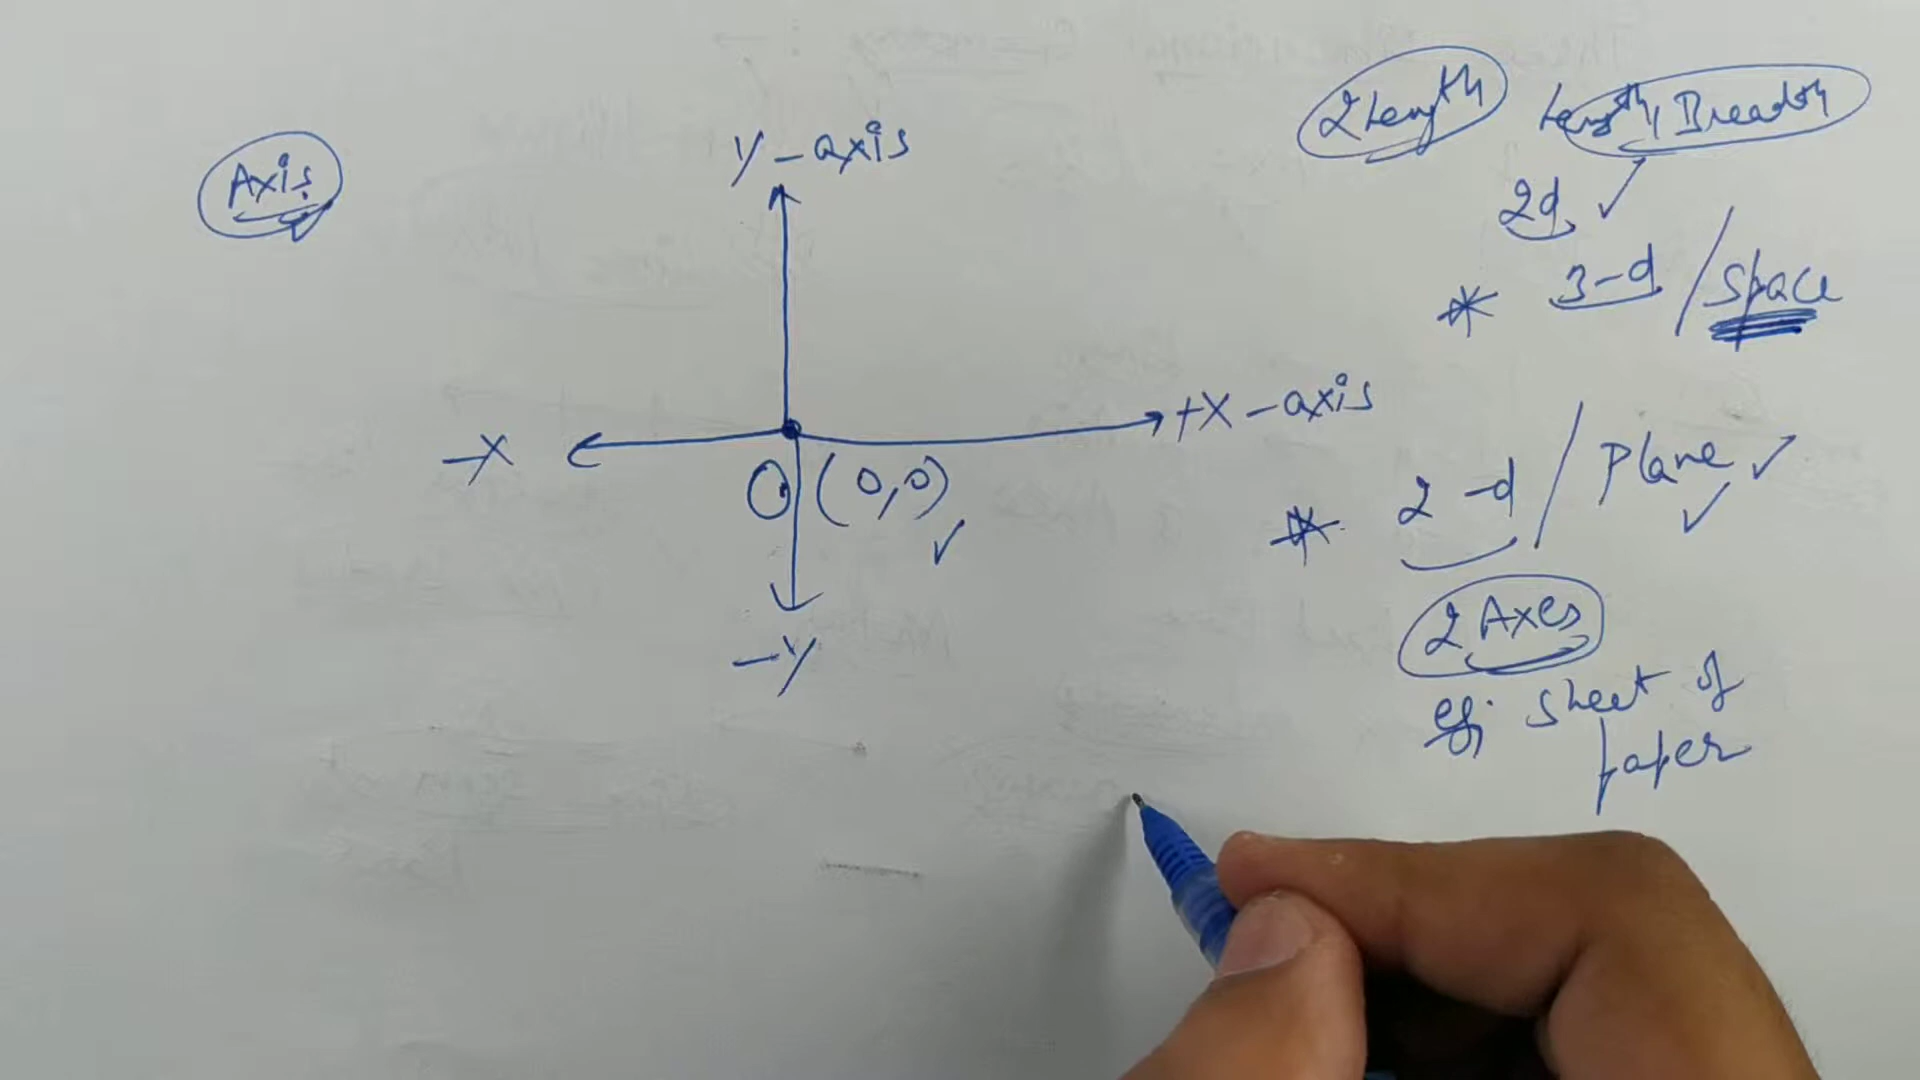 Axis
Y-axis
+X-axis
-X
O (0,0)
-Y
2 Length
Length, Breadth
2d
* 3-d / Space
* 2-d / Plane
2 Axes
eg: sheet of
paper